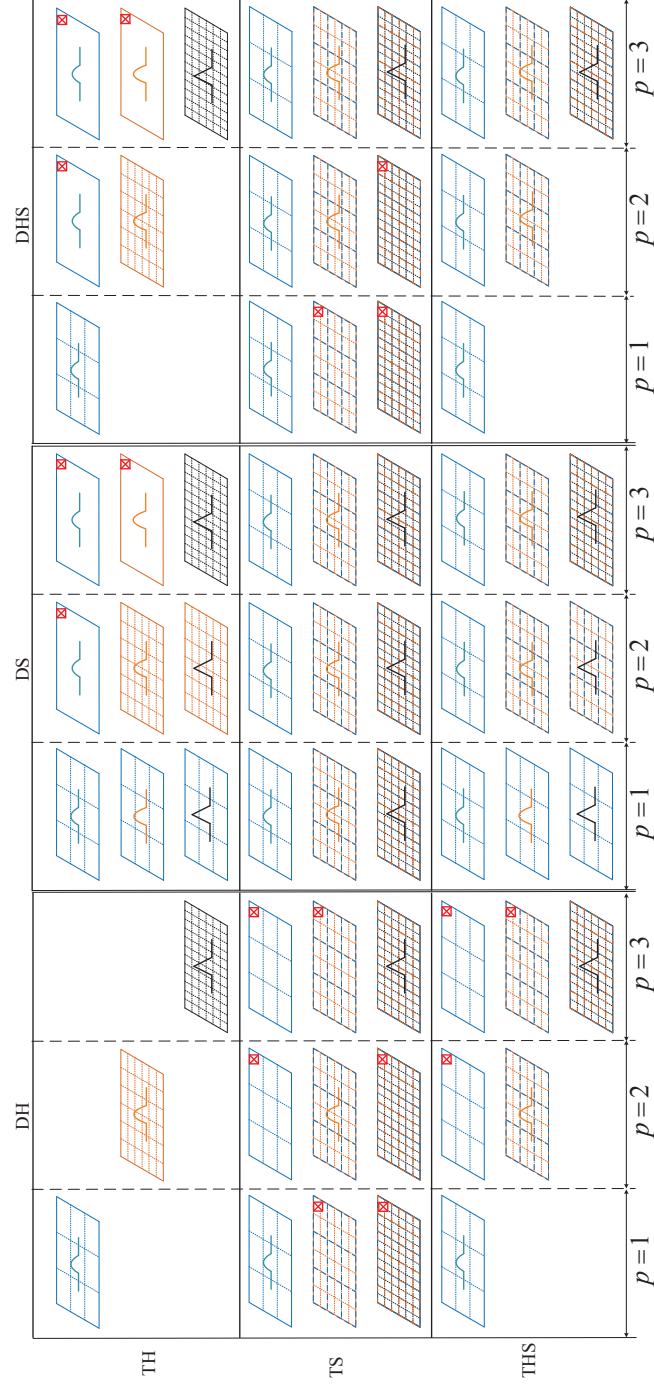 DH DS DHS
TH
TS
THS
p = 1 p = 2 p = 3 p = 1 p = 2 p = 3 p = 1 p = 2 p = 3